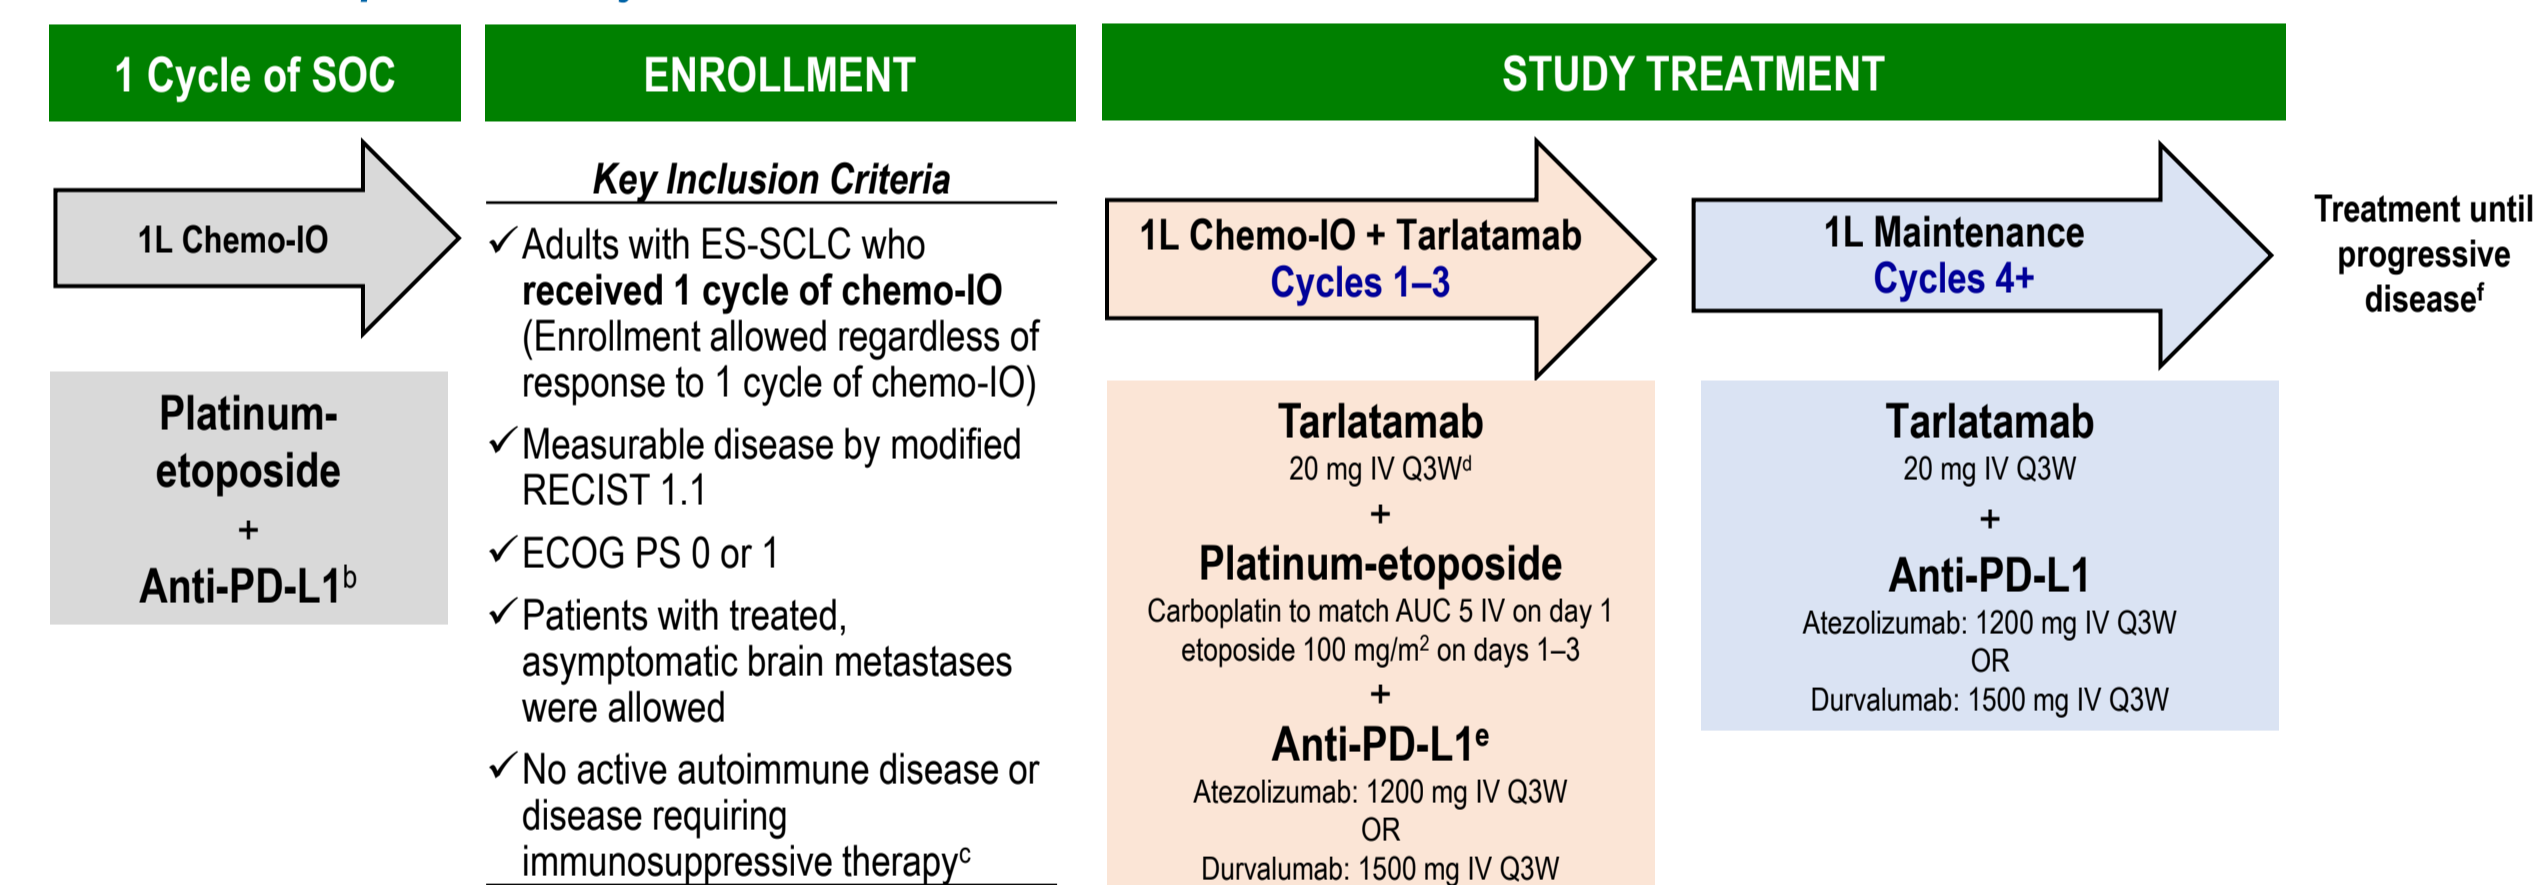 1 Cycle of SOC
1L Chemo-IO
Platinum-
etoposide
+
Anti-PD-L1ᵇ
ENROLLMENT
Key Inclusion Criteria
✓Adults with ES-SCLC who
received 1 cycle of chemo-IO
(Enrollment allowed regardless of
response to 1 cycle of chemo-IO)
✓Measurable disease by modified
RECIST 1.1
✓ECOG PS 0 or 1
✓Patients with treated,
asymptomatic brain metastases
were allowed
✓No active autoimmune disease or
disease requiring
immunosuppressive therapyᶜ
STUDY TREATMENT
1L Chemo-IO + Tarlatamab
Cycles 1–3
Tarlatamab
20 mg IV Q3Wᵈ
+
Platinum-etoposide
Carboplatin to match AUC 5 IV on day 1
etoposide 100 mg/m² on days 1–3
+
Anti-PD-L1ᵉ
Atezolizumab: 1200 mg IV Q3W
OR
Durvalumab: 1500 mg IV Q3W
1L Maintenance
Cycles 4+
Tarlatamab
20 mg IV Q3W
+
Anti-PD-L1
Atezolizumab: 1200 mg IV Q3W
OR
Durvalumab: 1500 mg IV Q3W
Treatment until
progressive
diseaseᶠ